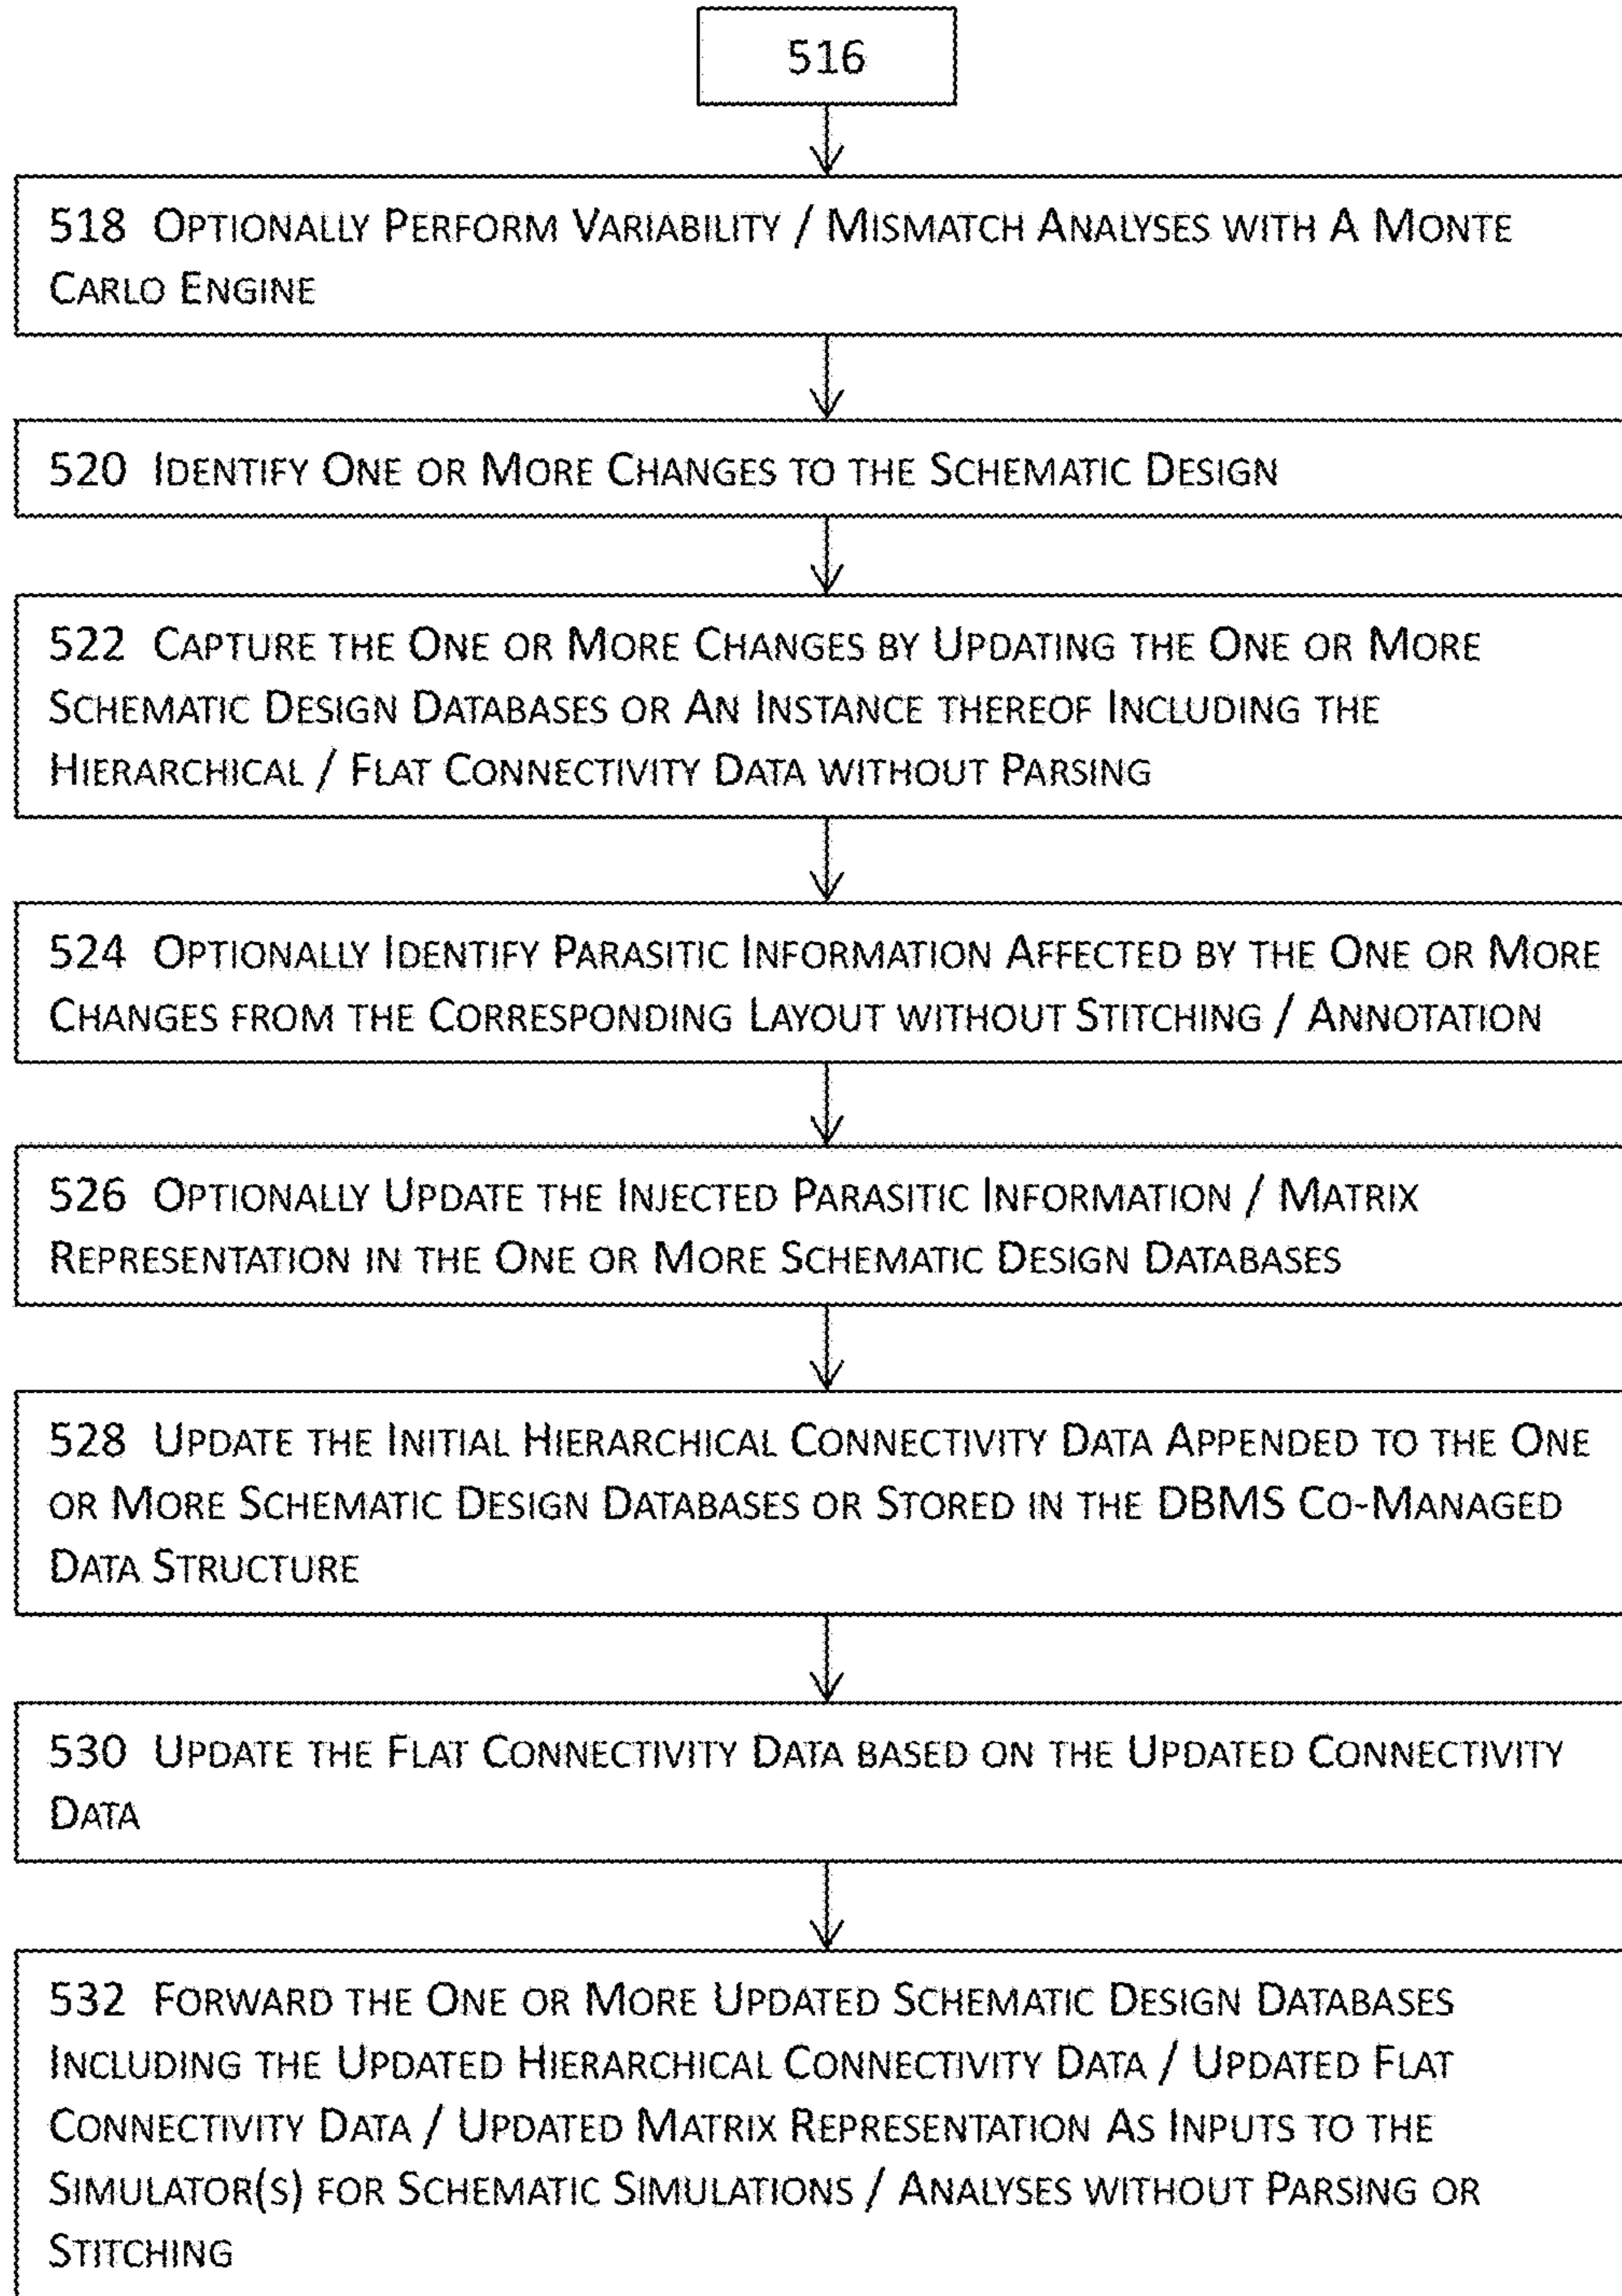 516
518 Optionally Perform Variability / Mismatch Analyses with A Monte
Carlo Engine
520 Identify One or More Changes to the Schematic Design
522 Capture the One or More Changes by Updating the One or More
Schematic Design Databases or An Instance thereof Including the
Hierarchical / Flat Connectivity Data without Parsing
524 Optionally Identify Parasitic Information Affected by the One or More
Changes from the Corresponding Layout without Stitching / Annotation
526 Optionally Update the Injected Parasitic Information / Matrix
Representation in the One or More Schematic Design Databases
528 Update the Initial Hierarchical Connectivity Data Appended to the One
or More Schematic Design Databases or Stored in the DBMS Co-Managed
Data Structure
530 Update the Flat Connectivity Data based on the Updated Connectivity
Data
532 Forward the One or More Updated Schematic Design Databases
Including the Updated Hierarchical Connectivity Data / Updated Flat
Connectivity Data / Updated Matrix Representation As Inputs to the
Simulator(s) for Schematic Simulations / Analyses without Parsing or
Stitching